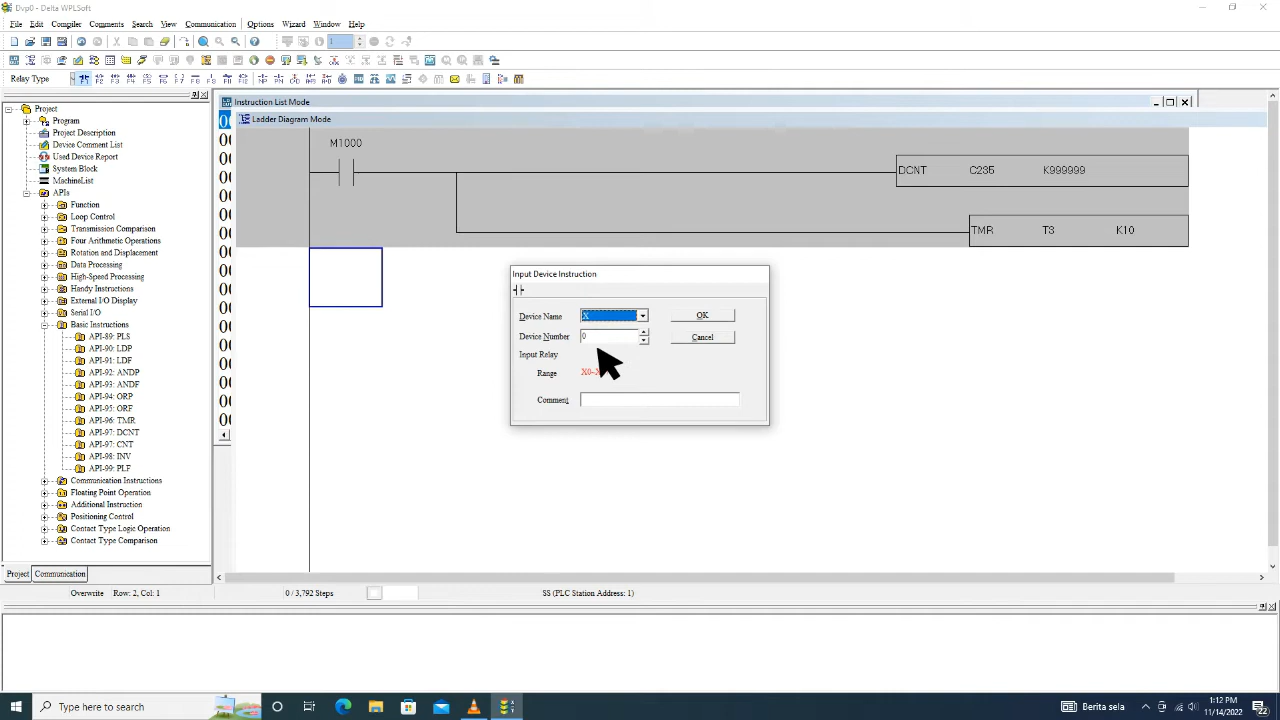 Dvp0 - Delta WPLSoft
File Edit Compiler Comments Search View Communication Options Wizard Window Help
1
Relay Type
Instruction List Mode
Ladder Diagram Mode
Project
Program
Project Description
Device Comment List
Used Device Report
System Block
MachineList
APIs
Function
Loop Control
Transmission Comparison
Four Arithmetic Operations
Rotation and Displacement
Data Processing
High-Speed Processing
Handy Instructions
External I/O Display
Serial I/O
Basic Instructions
API-89: PLS
API-90: LDP
API-91: LDF
API-92: ANDP
API-93: ANDF
API-94: ORP
API-95: ORF
API-96: TMR
API-97: DCNT
API-97: CNT
API-98: INV
API-99: PLF
Communication Instructions
Floating Point Operation
Additional Instruction
Positioning Control
Contact Type Logic Operation
Contact Type Comparison
Project Communication
M1000
DCNT C235 K999999
TMR T3 K10
Input Device Instruction
Device Name X OK
Device Number 0 Cancel
Input Relay
Range
Comment
Overwrite Row: 2, Col: 1 0 / 3,792 Steps SS (PLC Station Address: 1)
Type here to search
Berita sela
1:12 PM
11/14/2022
22